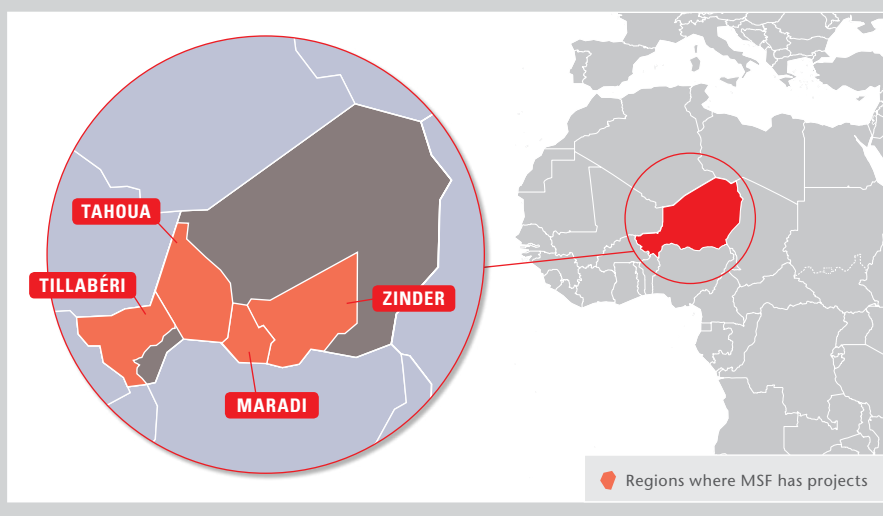 TAHOUA
TILLABÉRI
ZINDER
MARADI
Regions where MSF has projects